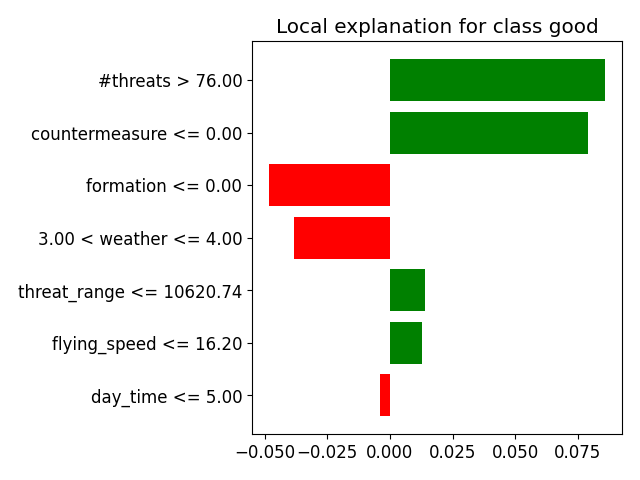 Local explanation for class good
#threats > 76.00
countermeasure <= 0.00
formation <= 0.00
3.00 < weather <= 4.00
threat_range <= 10620.74
flying_speed <= 16.20
day_time <= 5.00
−0.050 −0.025 0.000 0.025 0.050 0.075